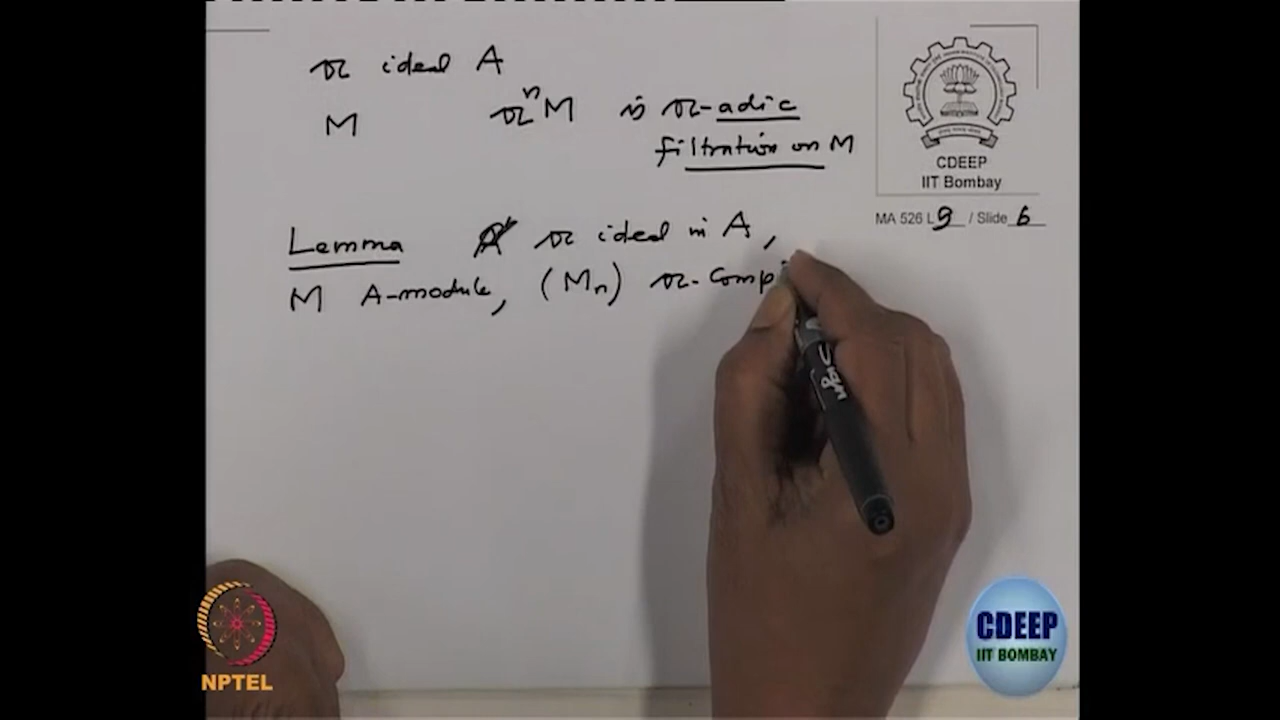 𝔞 ideal A
M 𝔞ⁿM is 𝔞-adic
filtration on M
CDEEP
IIT Bombay
MA 526 L9 / Slide 6
Lemma 𝔞 ideal in A,
M A-module, (Mₙ) 𝔞-comp
NPTEL
CDEEP
IIT BOMBAY